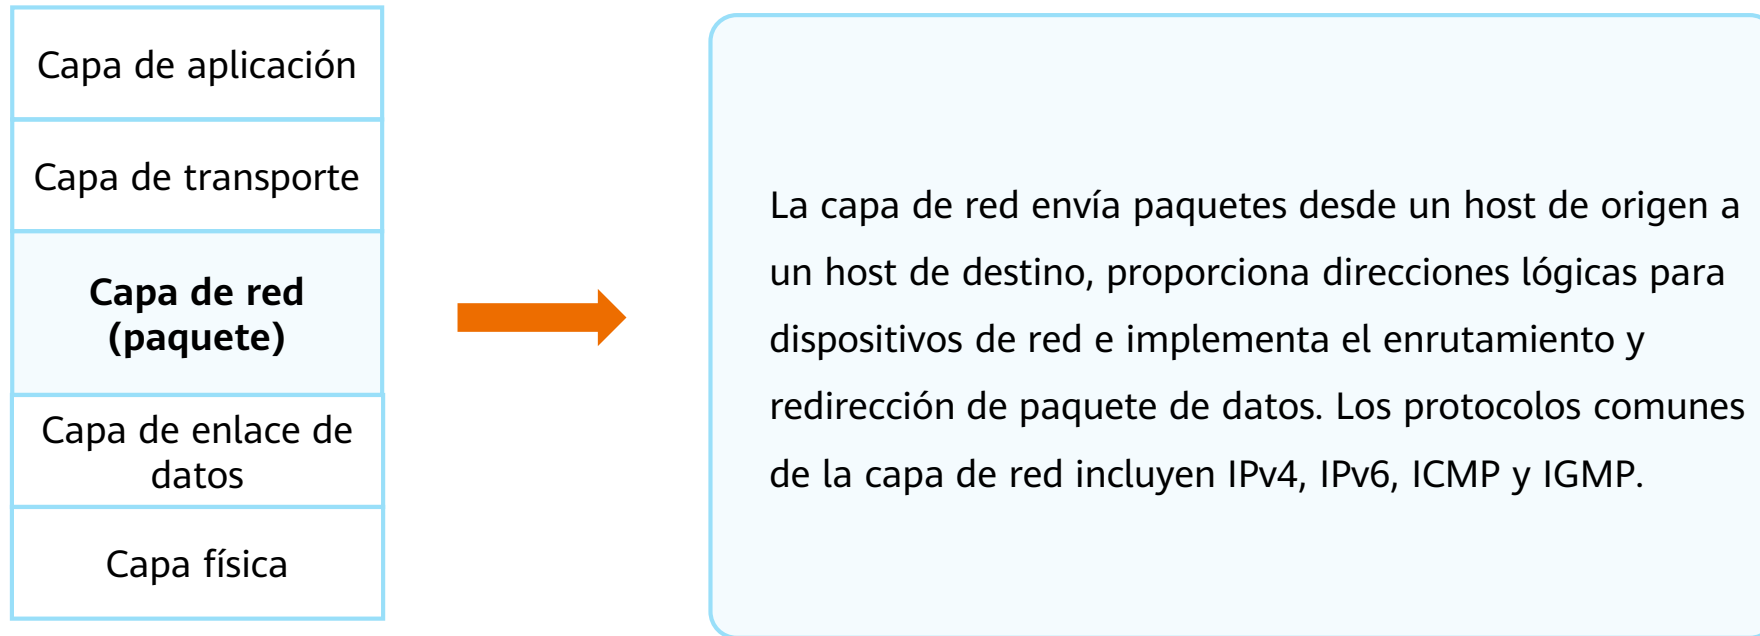 Capa de aplicación
Capa de transporte
Capa de red
(paquete)
Capa de enlace de
datos
Capa física
La capa de red envía paquetes desde un host de origen a
un host de destino, proporciona direcciones lógicas para
dispositivos de red e implementa el enrutamiento y
redirección de paquete de datos. Los protocolos comunes
de la capa de red incluyen IPv4, IPv6, ICMP y IGMP.